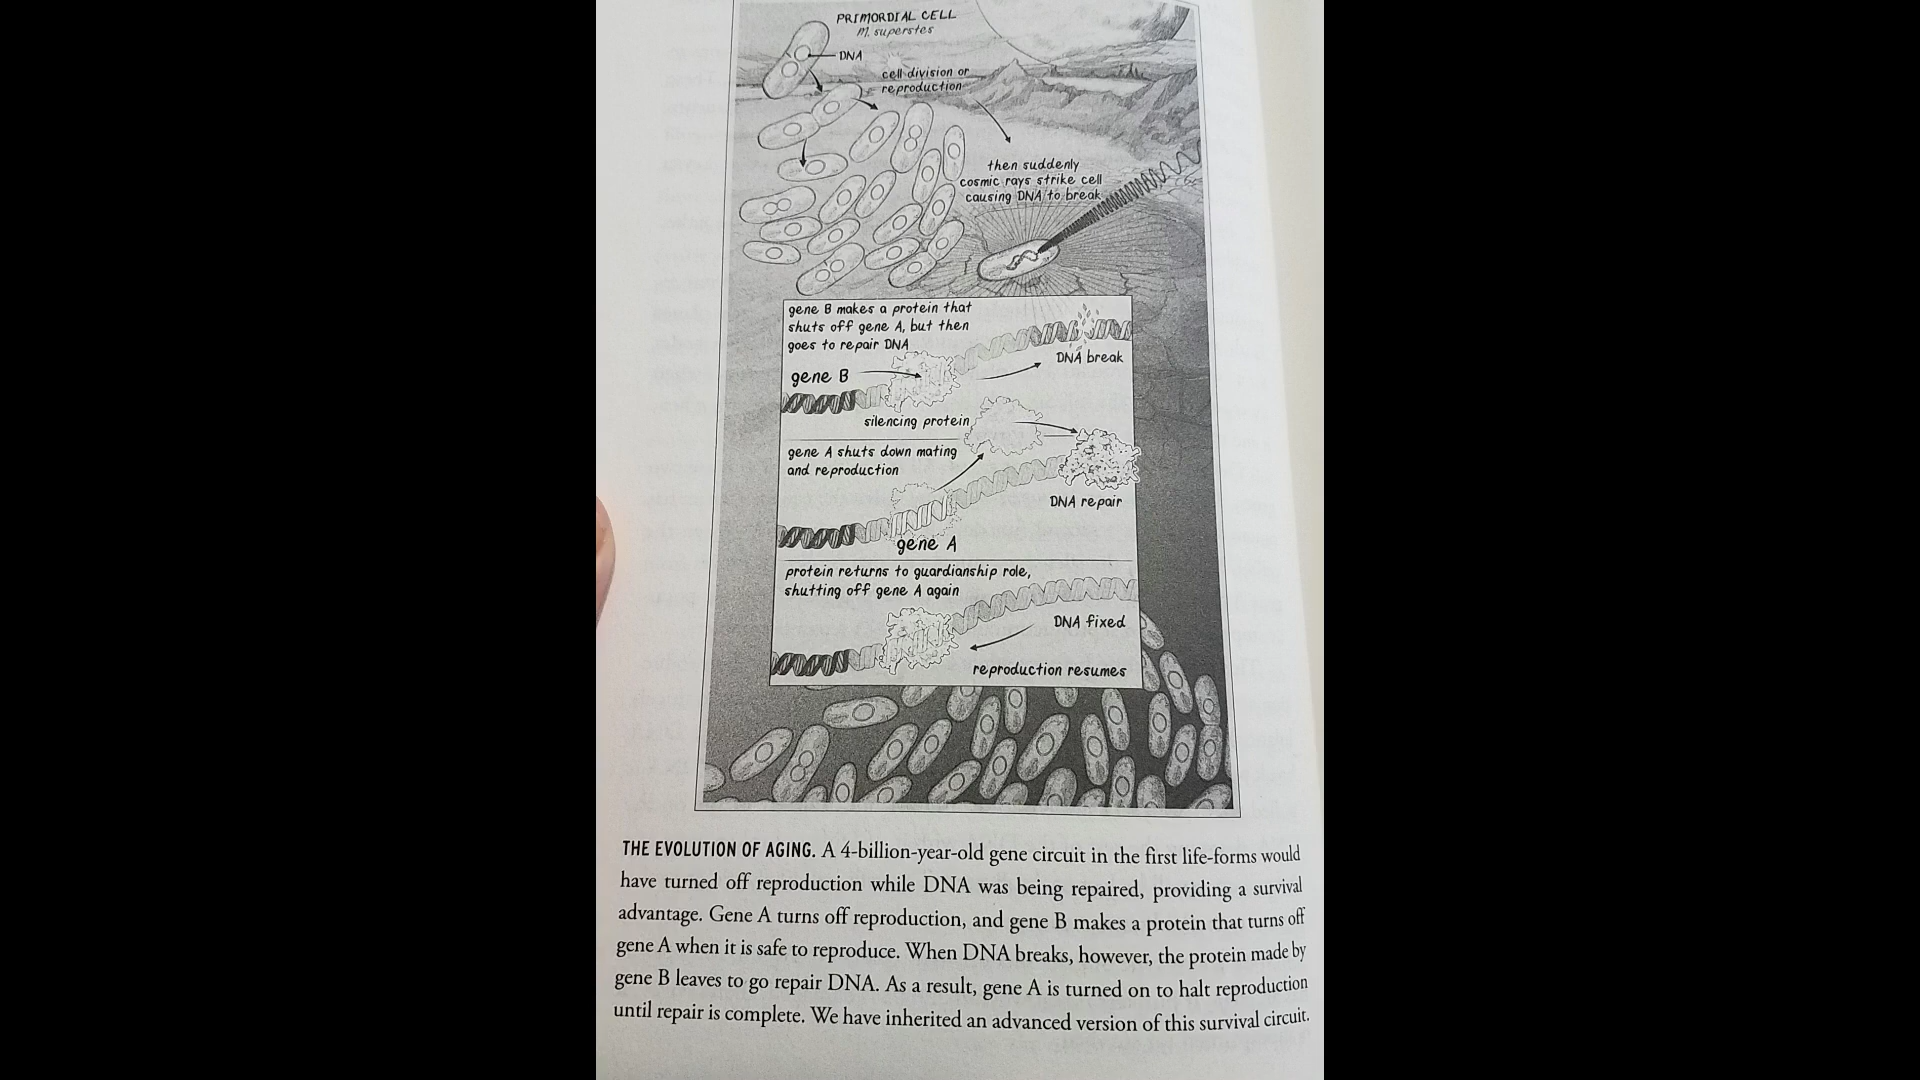 PRIMORDIAL CELL
M. superstes
DNA
cell division or
reproduction
then suddenly
cosmic rays strike cell
causing DNA to break
gene B makes a protein that
shuts off gene A, but then
goes to repair DNA
DNA break
gene B
silencing protein
gene A shuts down mating
and reproduction
DNA repair
gene A
protein returns to guardianship role,
shutting off gene A again
DNA fixed
reproduction resumes
THE EVOLUTION OF AGING. A 4-billion-year-old gene circuit in the first life-forms would
have turned off reproduction while DNA was being repaired, providing a survival
advantage. Gene A turns off reproduction, and gene B makes a protein that turns off
gene A when it is safe to reproduce. When DNA breaks, however, the protein made by
gene B leaves to go repair DNA. As a result, gene A is turned on to halt reproduction
until repair is complete. We have inherited an advanced version of this survival circuit.